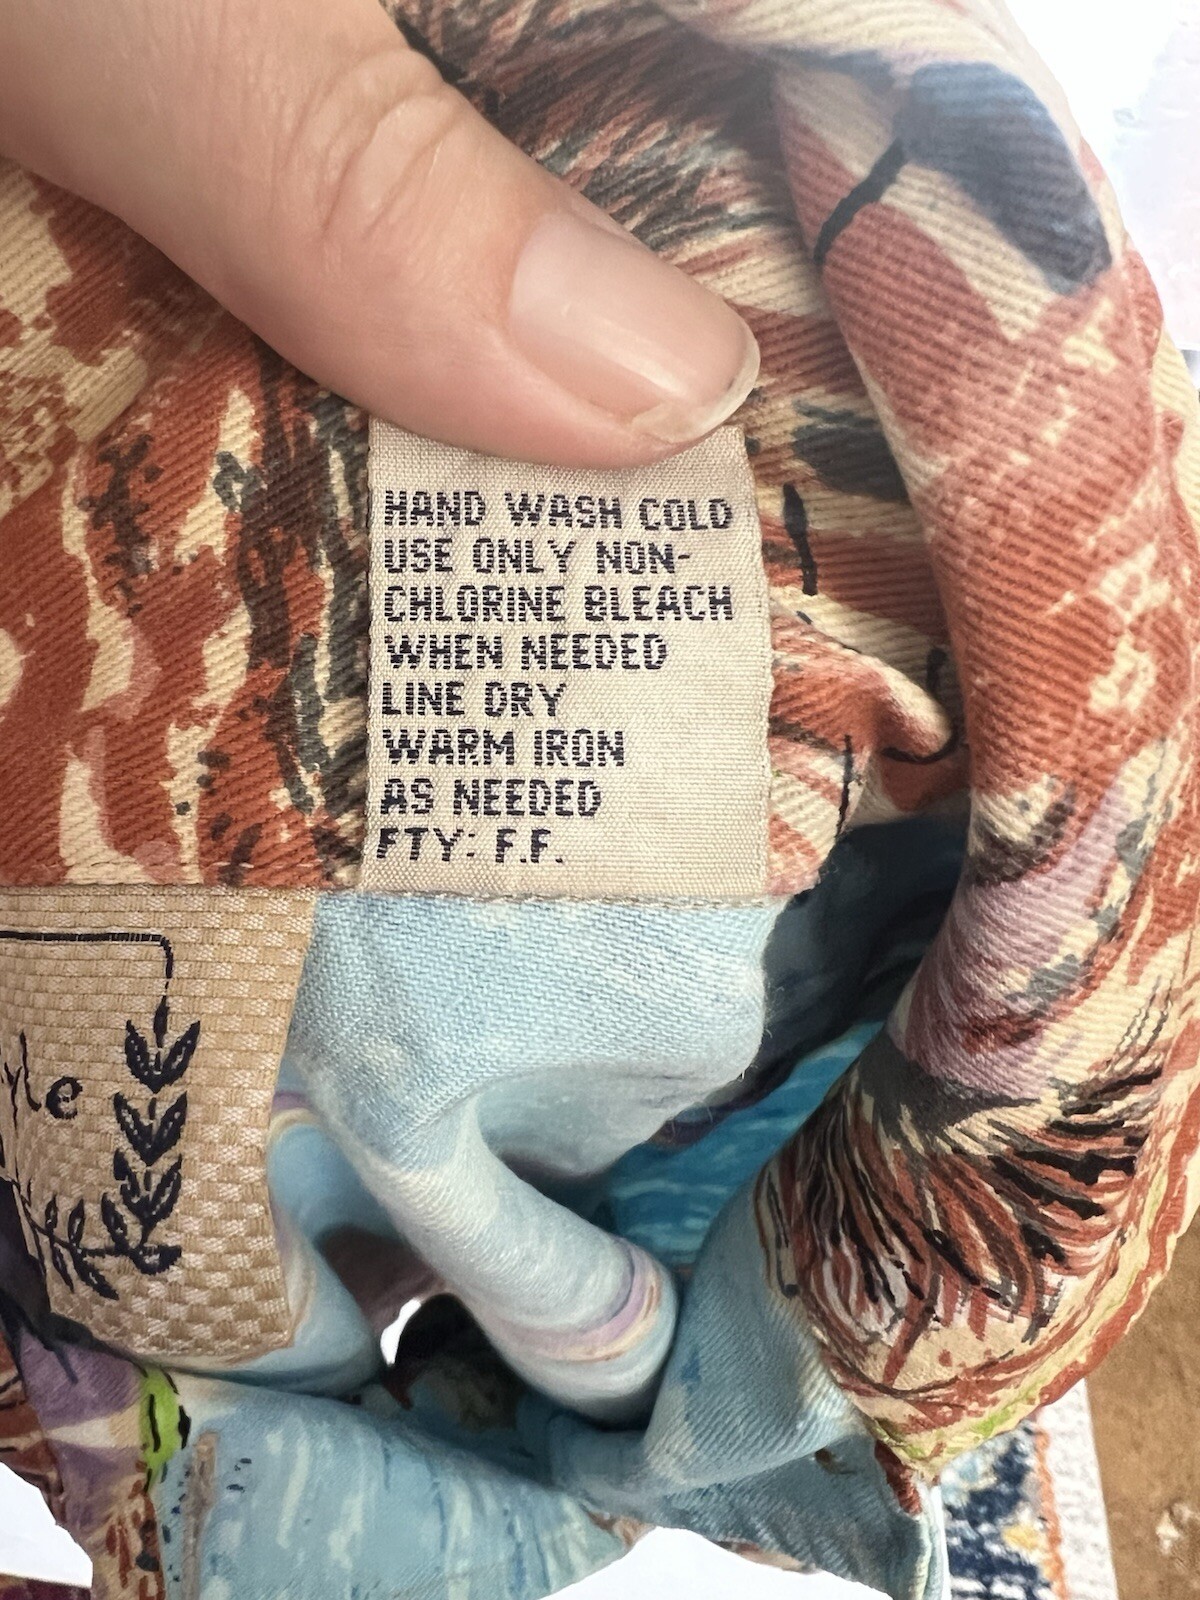 HAND WASH COLD
USE ONLY NON-
CHLORINE BLEACH
WHEN NEEDED
LINE DRY
WARM IRON
AS NEEDED
FTY: F.F.